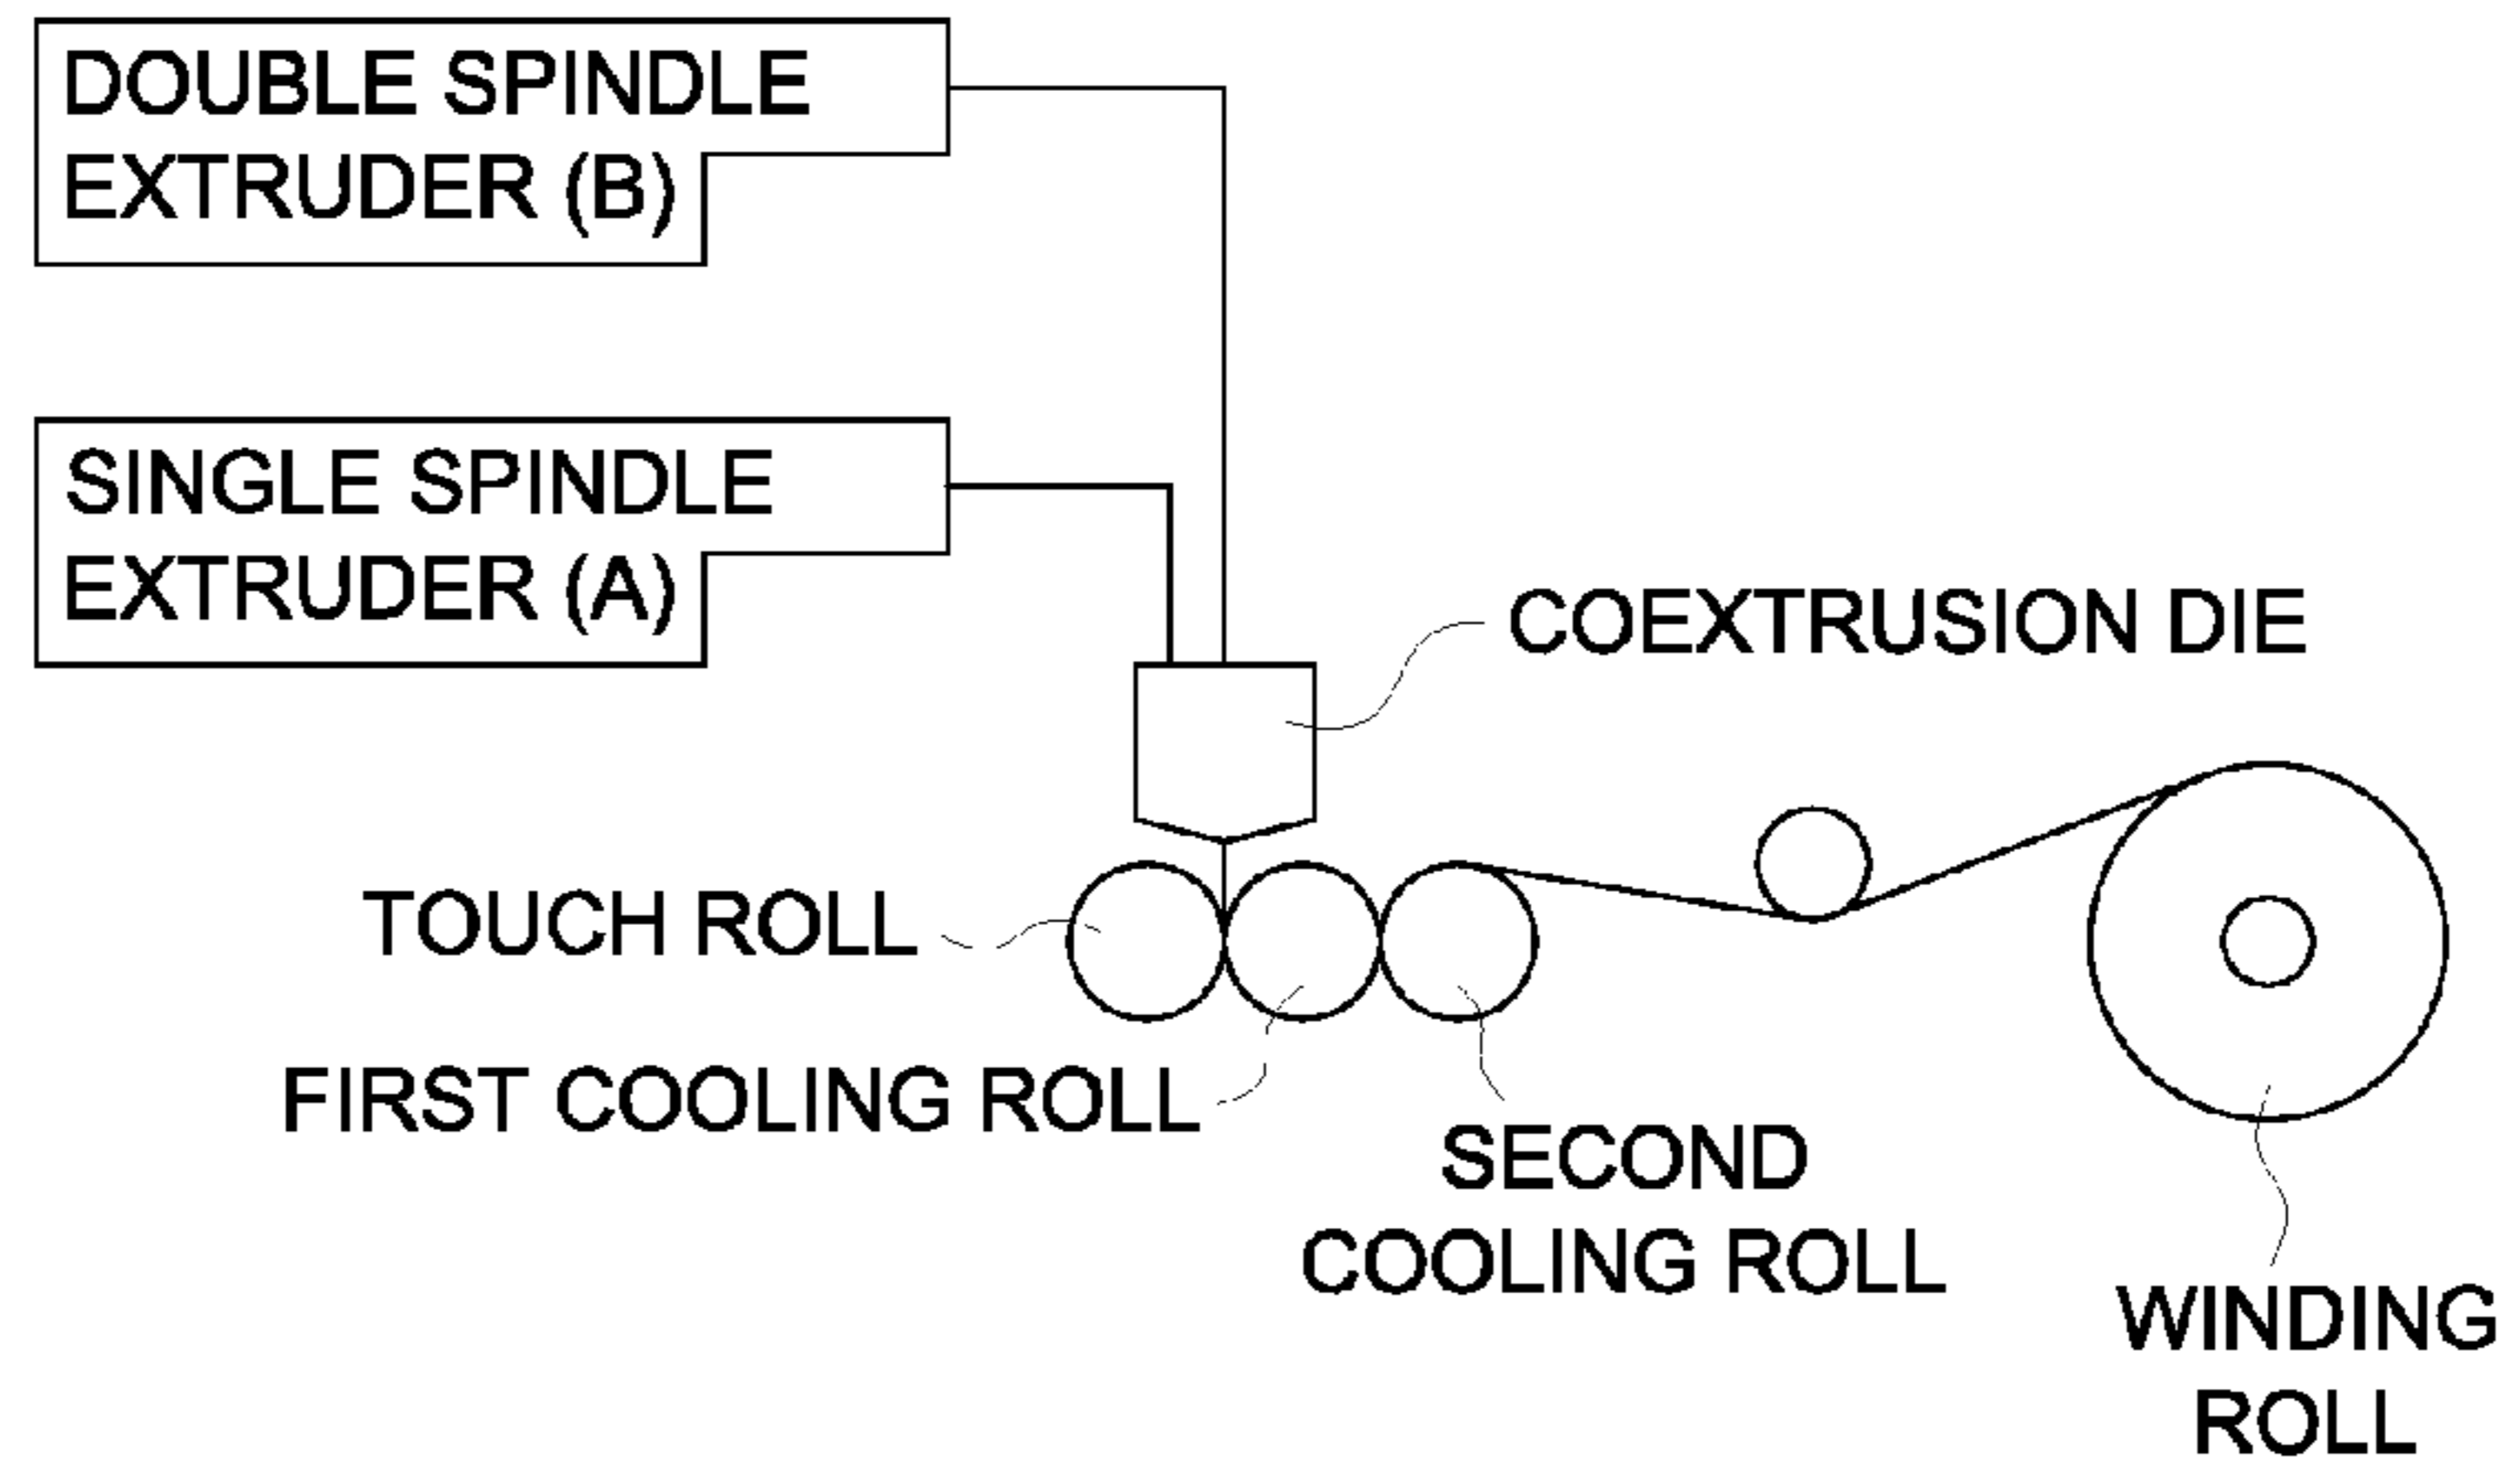 DOUBLE SPINDLE
EXTRUDER (B)
SINGLE SPINDLE
EXTRUDER (A)
COEXTRUSION DIE
TOUCH ROLL
FIRST COOLING ROLL
SECOND
COOLING ROLL
WINDING
ROLL